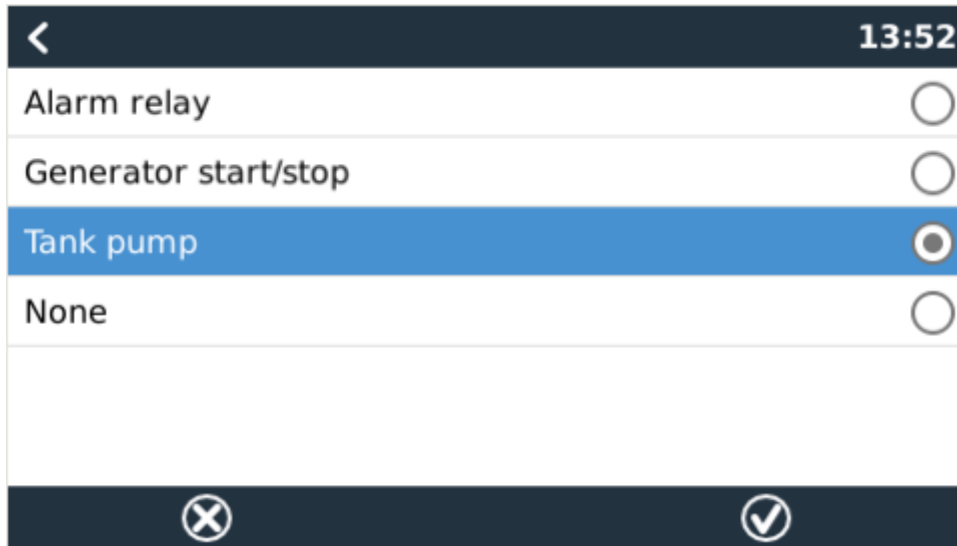 13:52
Alarm relay
Generator start/stop
Tank pump
None